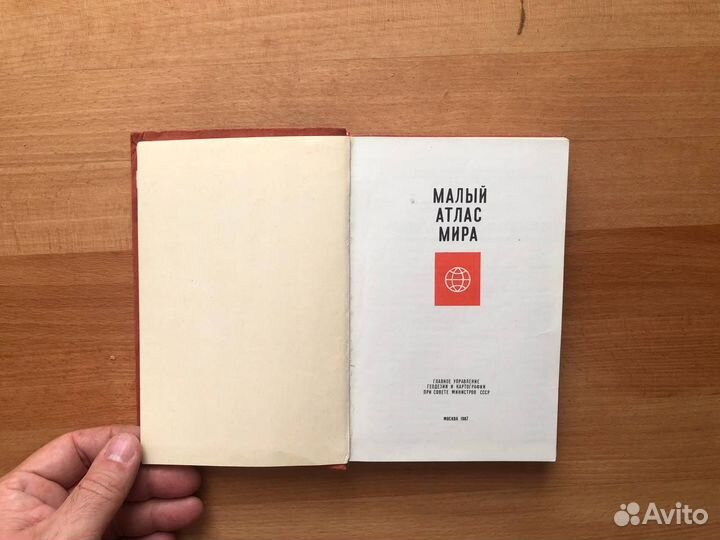 МАЛЫЙ
АТЛАС
МИРА
ГЛАВНОЕ УПРАВЛЕНИЕ
ГЕОДЕЗИИ И КАРТОГРАФИИ
ПРИ СОВЕТЕ МИНИСТРОВ СССР
МОСКВА 1987
Avito